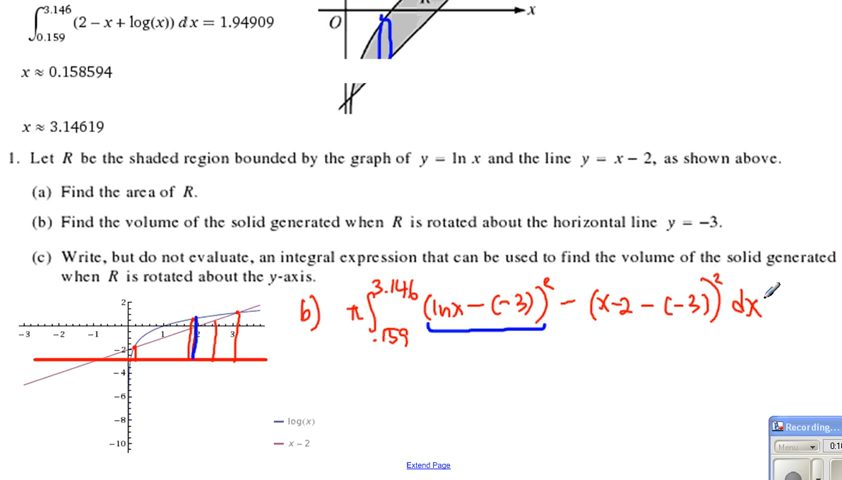 ∫_{0.159}^{3.146} (2 − x + log(x)) dx = 1.94909
O
R
x
x ≈ 0.158594
x ≈ 3.14619
1. Let R be the shaded region bounded by the graph of y = ln x and the line y = x − 2, as shown above.
(a) Find the area of R.
(b) Find the volume of the solid generated when R is rotated about the horizontal line y = −3.
(c) Write, but do not evaluate, an integral expression that can be used to find the volume of the solid generated
when R is rotated about the y-axis.
b) π∫_{.159}^{3.146} (ln x − (−3))² − (x−2 − (−3))² dx
2
−3 −2 −1 1 2 3
−2
−4
−6
−8
−10
log(x)
x − 2
Extend Page
Recording...
Menu